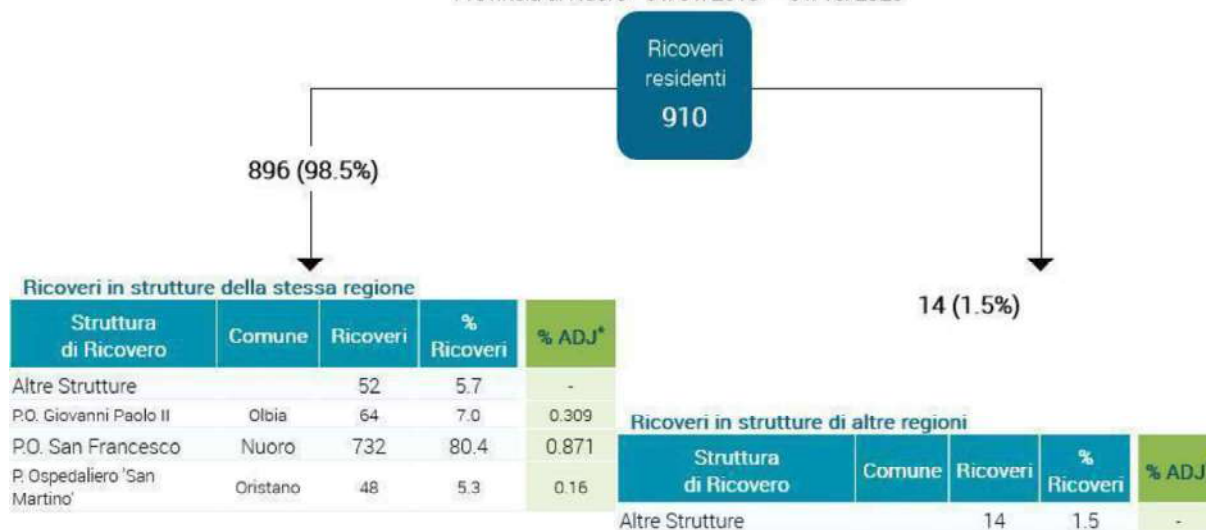 Ricoveri
residenti
910
896 (98.5%)
14 (1.5%)
Ricoveri in strutture della stessa regione
Struttura di Ricovero Comune Ricoveri % Ricoveri % ADJ*
Altre Strutture 52 5.7 -
P.O. Giovanni Paolo II Olbia 64 7.0 0.309
P.O. San Francesco Nuoro 732 80.4 0.871
P. Ospedaliero 'San Martino' Oristano 48 5.3 0.16
Ricoveri in strutture di altre regioni
Struttura di Ricovero Comune Ricoveri % Ricoveri % ADJ
Altre Strutture 14 1.5 -